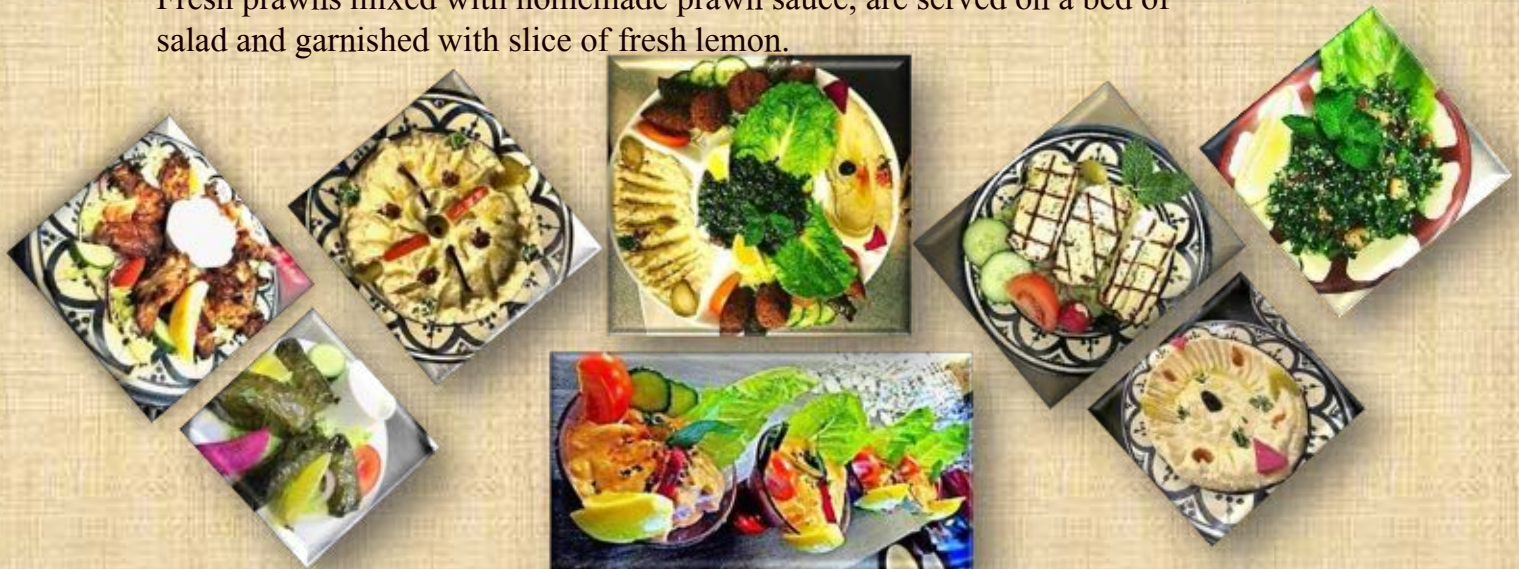 Fresh prawns mixed with homemade prawn sauce, are served on a bed of
salad and garnished with slice of fresh lemon.